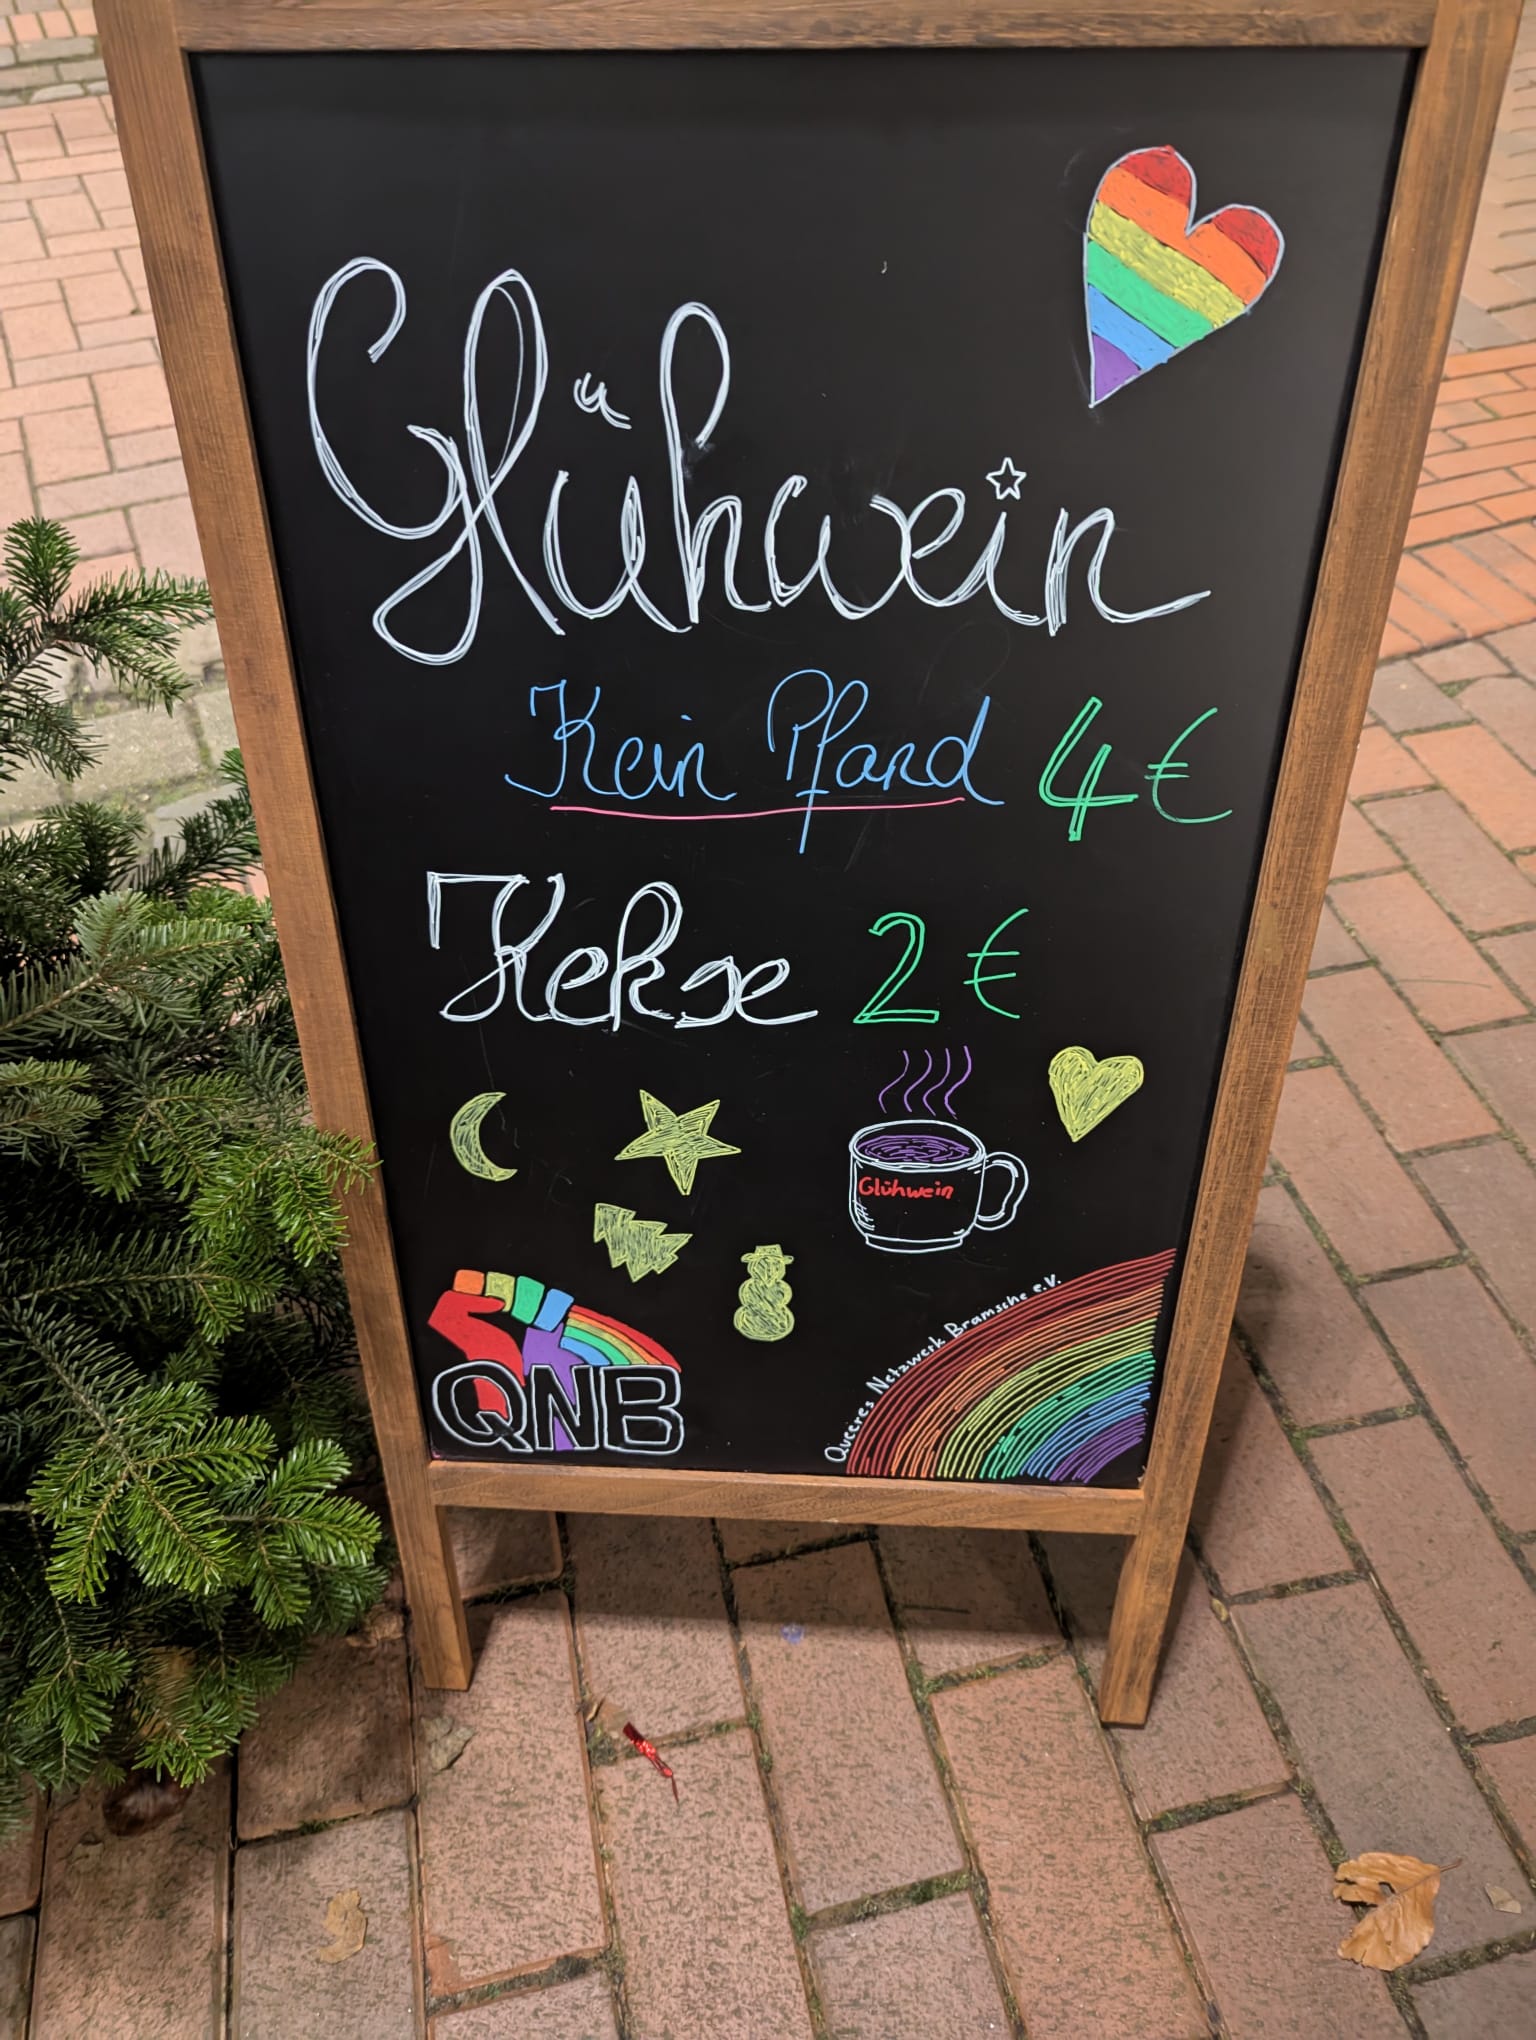 Glühwein
Kein Pfand 4€
Kekse 2€
Glühwein
QNB
Queeres Netzwerk Bramsche e.V.